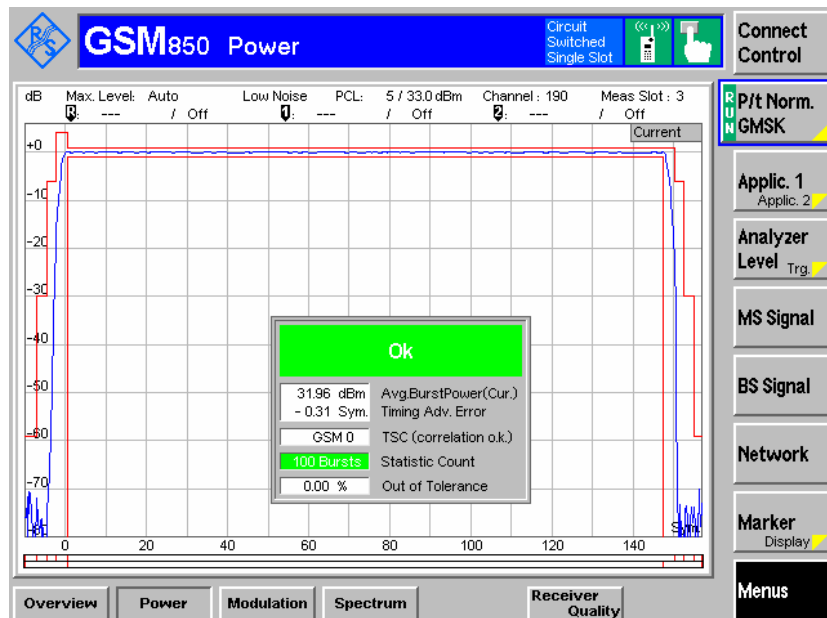 R&S
GSM850 Power
Circuit
Switched
Single Slot
Connect
Control
dB Max. Level: Auto Low Noise PCL: 5 / 33.0 dBm Channel : 190 Meas Slot : 3
R: --- / Off 1: --- / Off 2: --- / Off
Current
RUN
P/t Norm.
GMSK
+0
-10
-20
-30
-40
-50
-60
-70
Applic. 1
Applic. 2
Analyzer
Level Trg.
MS Signal
BS Signal
Network
Marker
Display
Menus
Ok
31.96 dBm Avg.BurstPower(Cur.)
- 0.31 Sym. Timing Adv. Error
GSM 0 TSC (correlation o.k.)
100 Bursts Statistic Count
0.00 % Out of Tolerance
0 20 40 60 80 100 120 140
Overview Power Modulation Spectrum Receiver
Quality